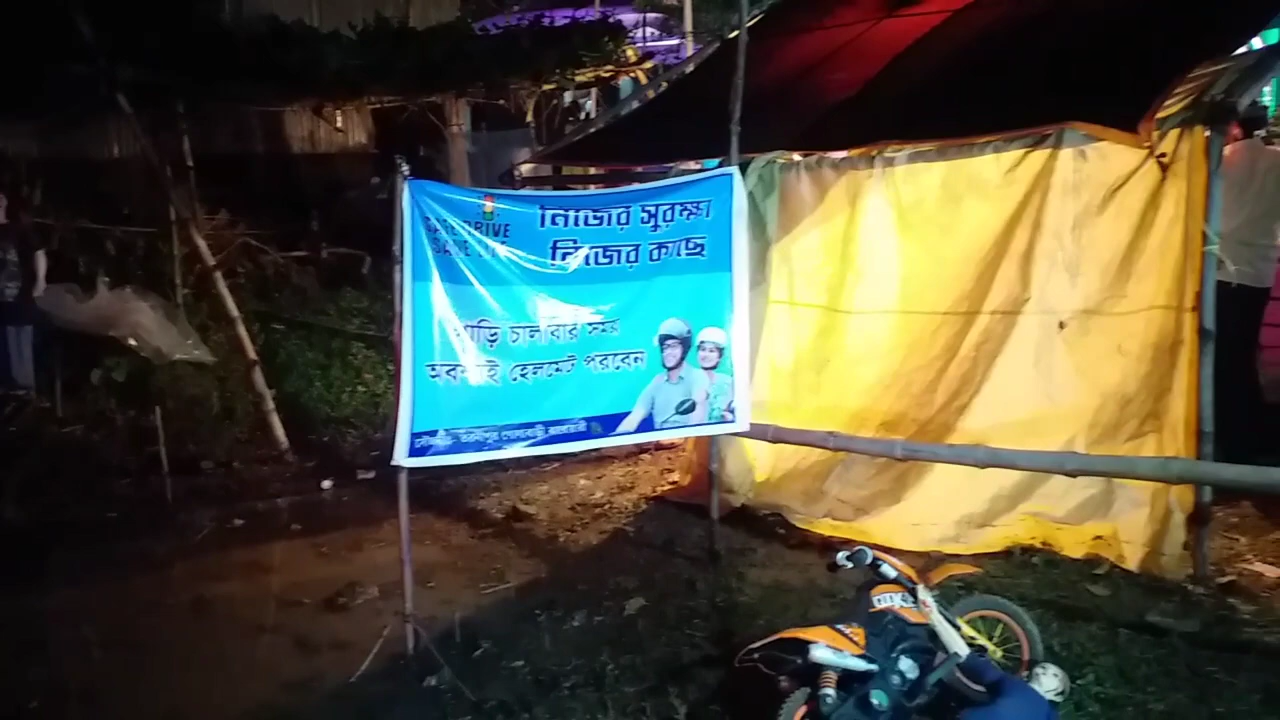 SAFE DRIVE
SAVE LIFE
নিজের সুরক্ষা
নিজের কাছে
গাড়ি চালাবার সময়
অবশ্যই হেলমেট পরবেন